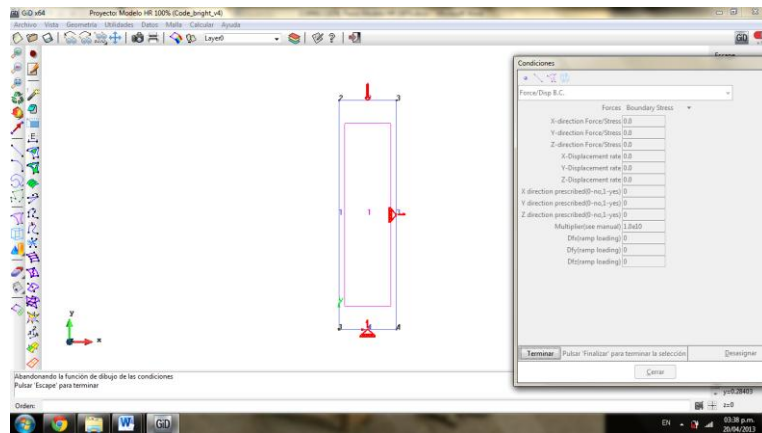 GiD x64 Proyecto: Modelo HR 100% (Code_bright_v4)
Archivo Vista Geometría Utilidades Datos Malla Calcular Ayuda
Layer0
GiD
Escape
Condiciones
Force/Disp B.C.
Forces Boundary Stress
X-direction Force/Stress 0.0
Y-direction Force/Stress 0.0
Z-direction Force/Stress 0.0
X-Displacement rate 0.0
Y-Displacement rate 0.0
Z-Displacement rate 0.0
X direction prescribed(0-no,1-yes) 0
Y direction prescribed(0-no,1-yes) 0
Z direction prescribed(0-no,1-yes) 0
Multiplier(see manual) 1.0e10
Dfx(ramp loading) 0
Dfy(ramp loading) 0
Dfz(ramp loading) 0
Terminar Pulsar 'Finalizar' para terminar la selección Desasignar
Cerrar
2 3
1 1
y
x
3 4
Abandonando la función de dibujo de las condiciones
Pulsar 'Escape' para terminar
y=0.28403
Orden: z=0
GiD
EN 03:38 p.m.
20/04/2013